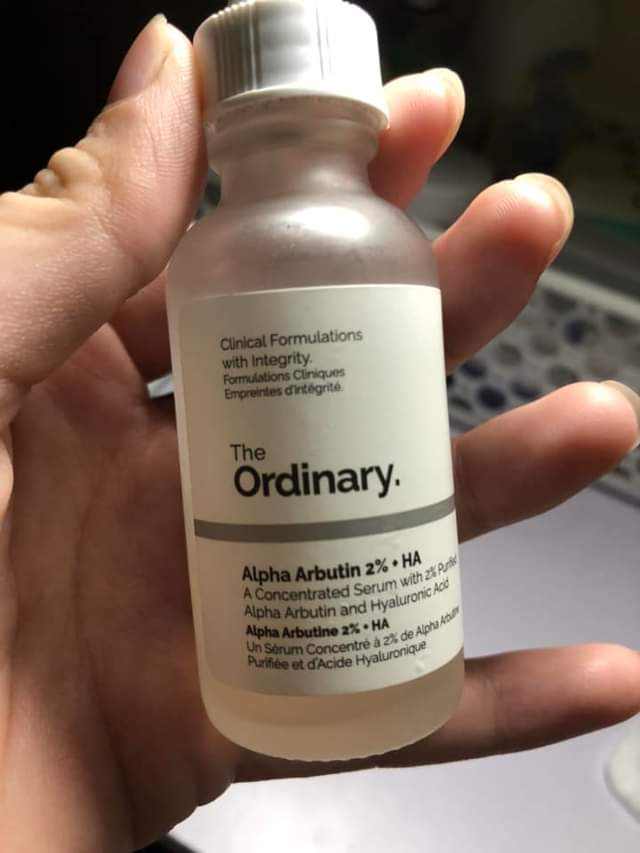 Clinical Formulations
with Integrity.
Formulations Cliniques
Empreintes d'Intégrité.
The
Ordinary.
Alpha Arbutin 2% + HA
A Concentrated Serum with 2% Purified
Alpha Arbutin and Hyaluronic Acid
Alpha Arbutine 2% + HA
Un Sérum Concentré à 2% de Alpha Arbutine
Purifiée et d'Acide Hyaluronique